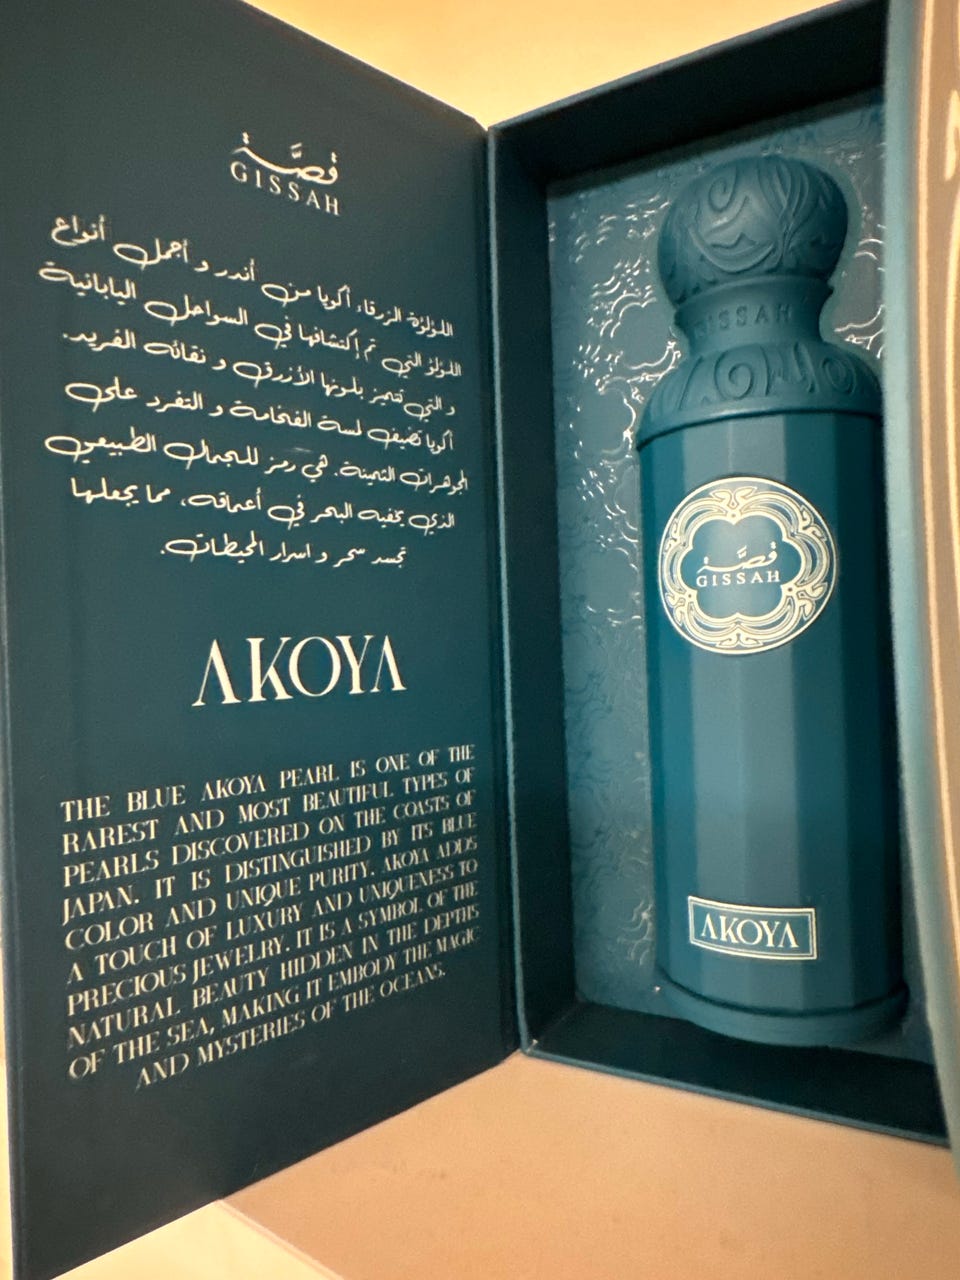 قصّة
GISSAH
اللؤلؤة الزرقاء أكويا من أندر و أجمل أنواع
اللؤلؤ التي تم إكتشافها في السواحل اليابانية
و التي تتميز بلونها الأزرق و نقائه الفريد.
أكويا تضيف لمسة الفخامة و التفرد على
المجوهرات الثمينة. هي رمز للجمال الطبيعي
الذي يخفيه البحر في أعماقه، مما يجعلها
تجسد سحر و اسرار المحيطات.
AKOYA
THE BLUE AKOYA PEARL IS ONE OF THE
RAREST AND MOST BEAUTIFUL TYPES OF
PEARLS DISCOVERED ON THE COASTS OF
JAPAN. IT IS DISTINGUISHED BY ITS BLUE
COLOR AND UNIQUE PURITY. AKOYA ADDS
A TOUCH OF LUXURY AND UNIQUENESS TO
PRECIOUS JEWELRY. IT IS A SYMBOL OF THE
NATURAL BEAUTY HIDDEN IN THE DEPTHS
OF THE SEA, MAKING IT EMBODY THE MAGIC
AND MYSTERIES OF THE OCEANS.
GISSAH
قصّة
GISSAH
AKOYA